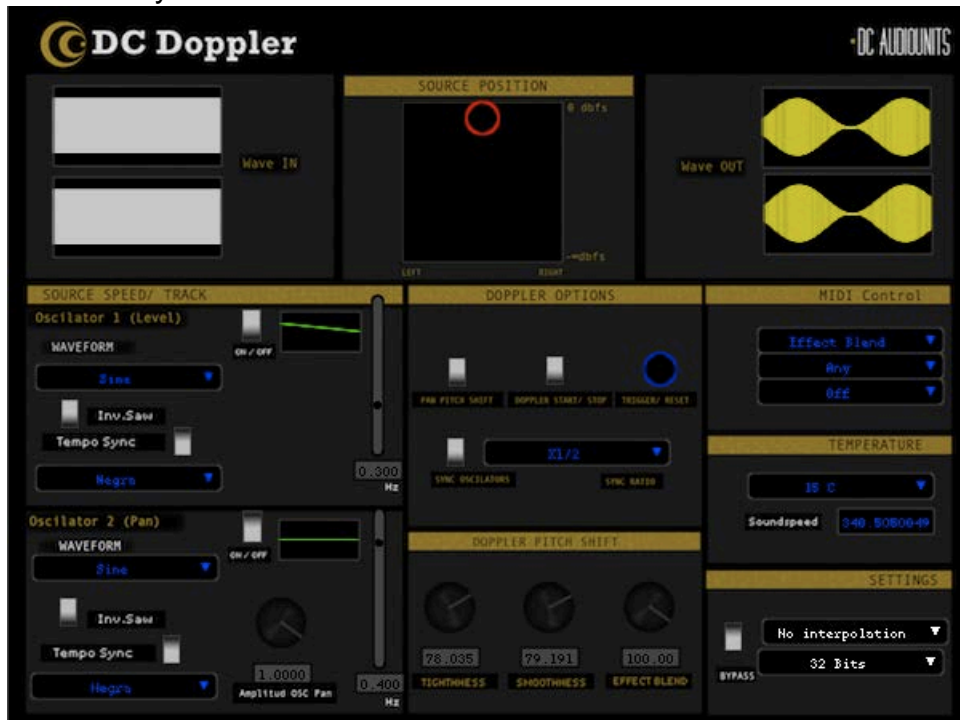 DC Doppler
·DC AUDIOUNITS
SOURCE POSITION
0 dbfs
Wave IN
Wave OUT
-∞dbfs
LEFT
RIGHT
SOURCE SPEED/ TRACK
DOPPLER OPTIONS
MIDI Control
Oscilator 1 (Level)
WAVEFORM
ON / OFF
Sine
Inv.Saw
Tempo Sync
Negra
0.300
Hz
PAN PITCH SHIFT
DOPPLER START/ STOP
TRIGGER/ RESET
X1/2
SYNC OSCILATORS
SYNC RATIO
Effect Blend
Any
Off
TEMPERATURE
15 C
Soundspeed
340.5050049
Oscilator 2 (Pan)
WAVEFORM
ON / OFF
Sine
Inv.Saw
Tempo Sync
Negra
1.0000
Amplitud OSC Pan
0.400
Hz
DOPPLER PITCH SHIFT
78.035
79.191
100.00
TIGHTHNESS
SMOOTHNESS
EFFECT BLEND
SETTINGS
No interpolation
32 Bits
BYPASS